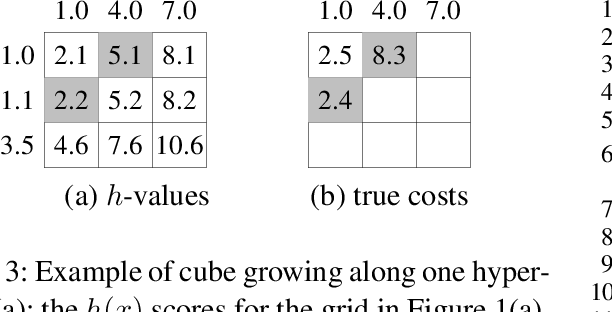 1.0 4.0 7.0
1.0 2.1 5.1 8.1
1.1 2.2 5.2 8.2
3.5 4.6 7.6 10.6
(a) h-values
1.0 4.0 7.0
2.5 8.3
2.4
(b) true costs
3: Example of cube growing along one hyper-
(a): the h(x) scores for the grid in Figure 1(a)
1
2
3
4
5
6
7
8
9
10